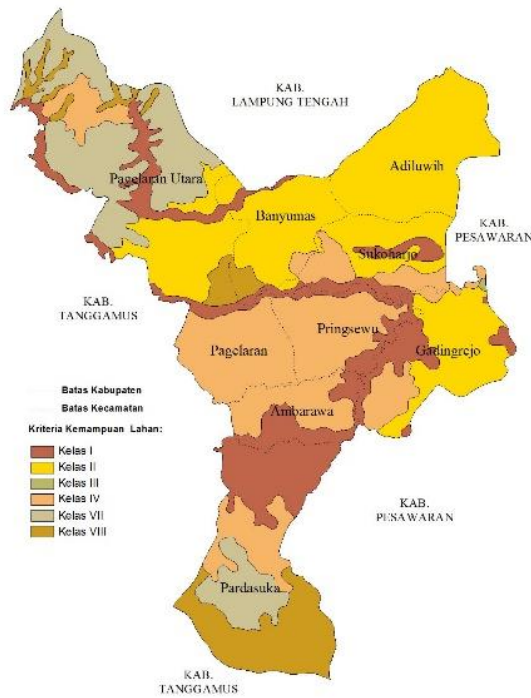 KAB.
LAMPUNG TENGAH
Adiluwih
Pagelaran Utara
Banyumas
KAB.
PESAWARAN
Sukoharjo
KAB.
TANGGAMUS
Pringsewu
Pagelaran
Gadingrejo
Batas Kabupaten
Batas Kecamatan
Ambarawa
Kriteria Kemampuan Lahan:
Kelas I
Kelas II
Kelas III
Kelas IV
Kelas VII
Kelas VIII
KAB.
PESAWARAN
Pardasuka
KAB.
TANGGAMUS